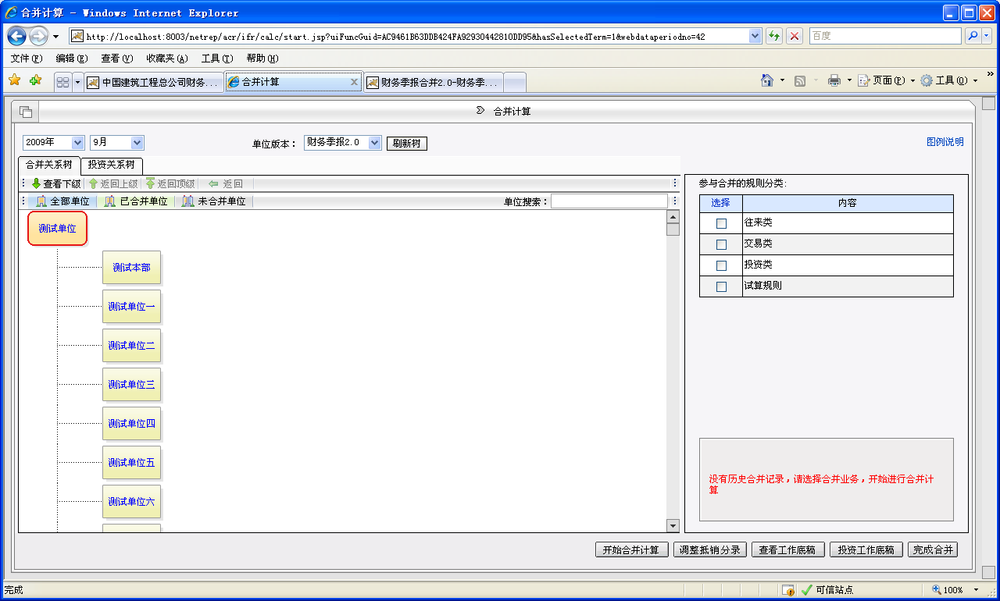 合并计算 - Windows Internet Explorer
http://localhost:8003/netrep/acr/ifr/calc/start.jsp?uiFuncGuid=AC9461B63DDB424FA92930442810DD95&hasSelectedTerm=1&webdataperiodno=42
百度
文件(F) 编辑(E) 查看(V) 收藏夹(A) 工具(T) 帮助(H)
中国建筑工程总公司财务... 合并计算 财务季报合并2.0-财务季... 页面(P) 工具(O)
合并计算
2009年 9月 单位版本： 财务季报2.0 刷新树 图例说明
合并关系树 投资关系树
查看下级 返回上级 返回顶级 返回
全部单位 已合并单位 未合并单位 单位搜索：
测试单位
测试本部
测试单位一
测试单位二
测试单位三
测试单位四
测试单位五
测试单位六
参与合并的规则分类:
选择 内容
往来类
交易类
投资类
试算规则
没有历史合并记录，请选择合并业务，开始进行合并计
算
开始合并计算 调整抵销分录 查看工作底稿 投资工作底稿 完成合并
完成 可信站点 100%